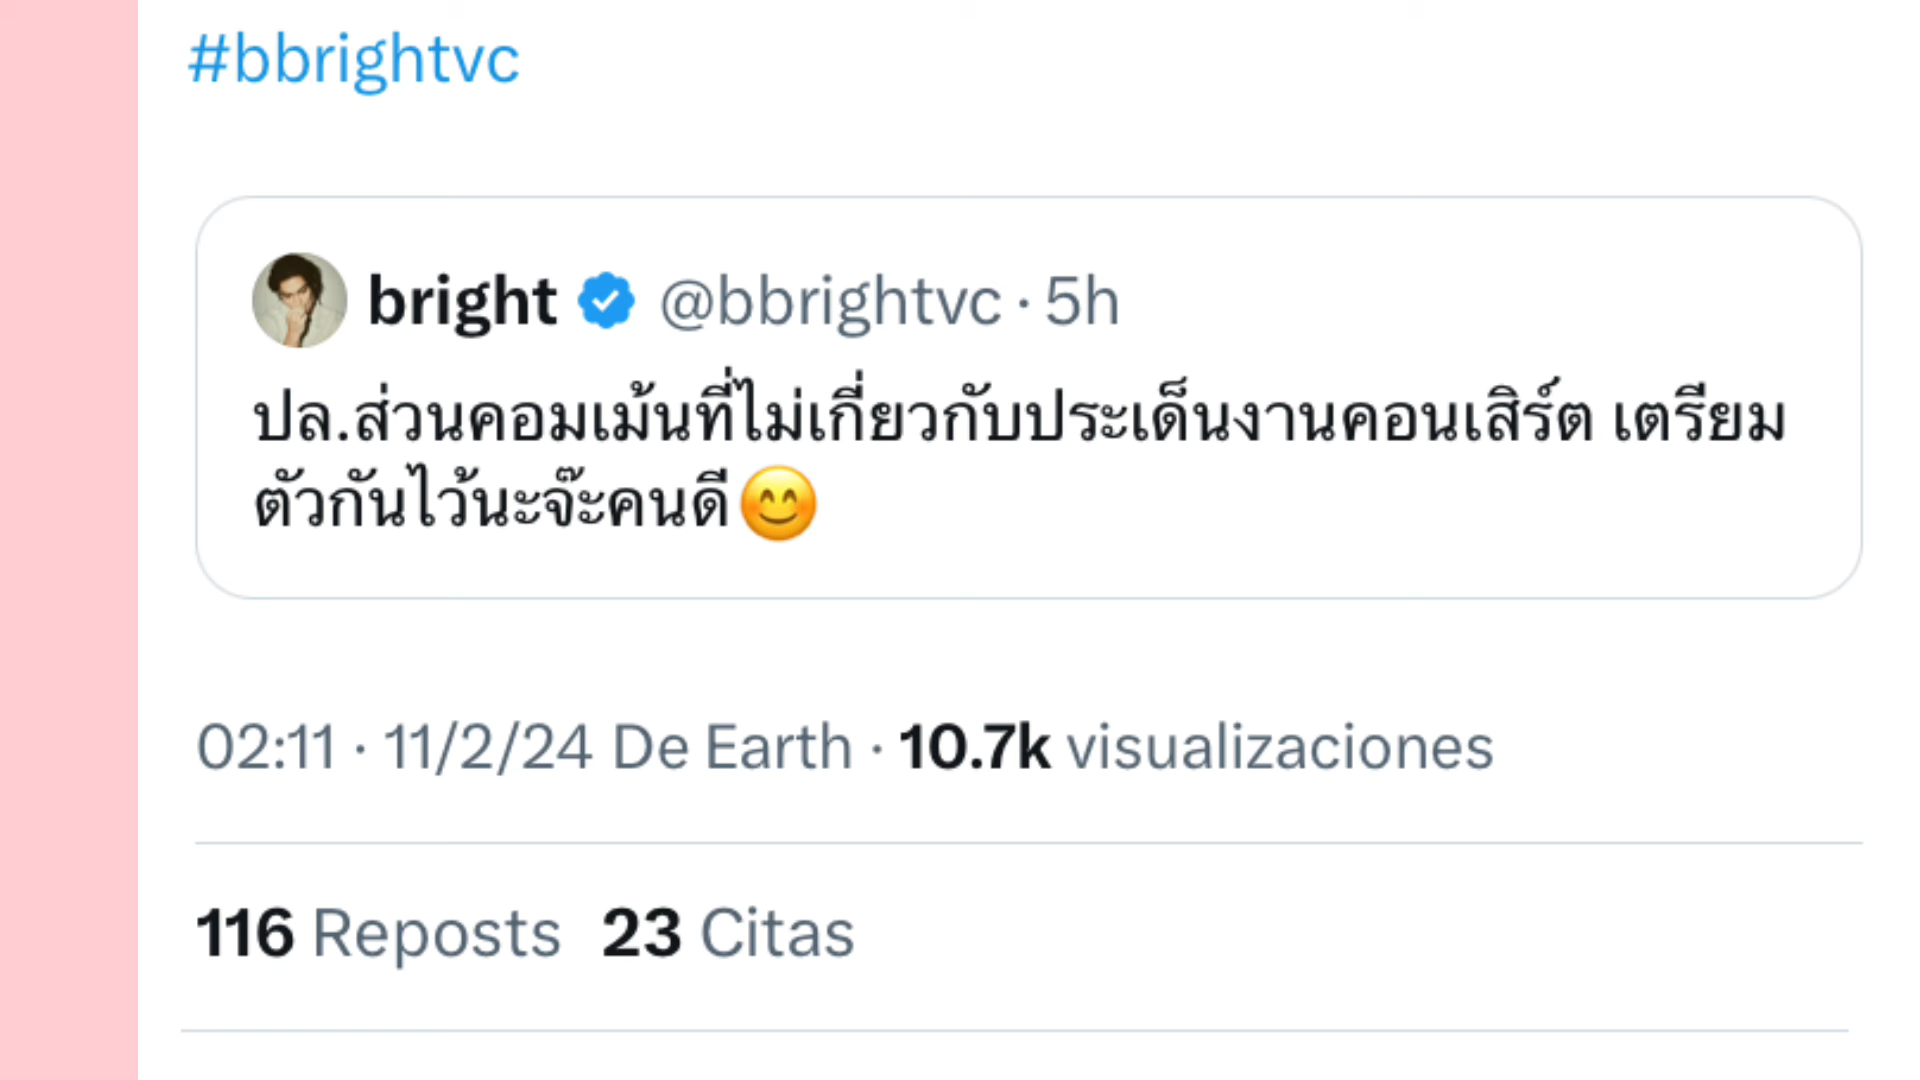 #bbrightvc
bright @bbrightvc · 5h
ปล.ส่วนคอมเม้นที่ไม่เกี่ยวกับประเด็นงานคอนเสิร์ต เตรียม
ตัวกันไว้นะจ๊ะคนดี😊
02:11 · 11/2/24 De Earth · 10.7k visualizaciones
116 Reposts 23 Citas